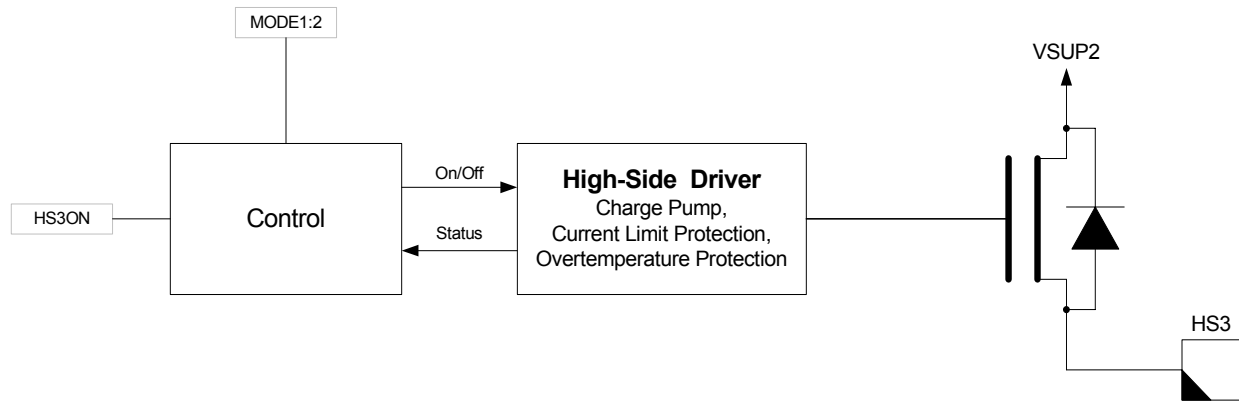 MODE1:2
VSUP2
On/Off
High-Side Driver
Charge Pump,
Current Limit Protection,
Overtemperature Protection
Control
HS3ON
Status
HS3